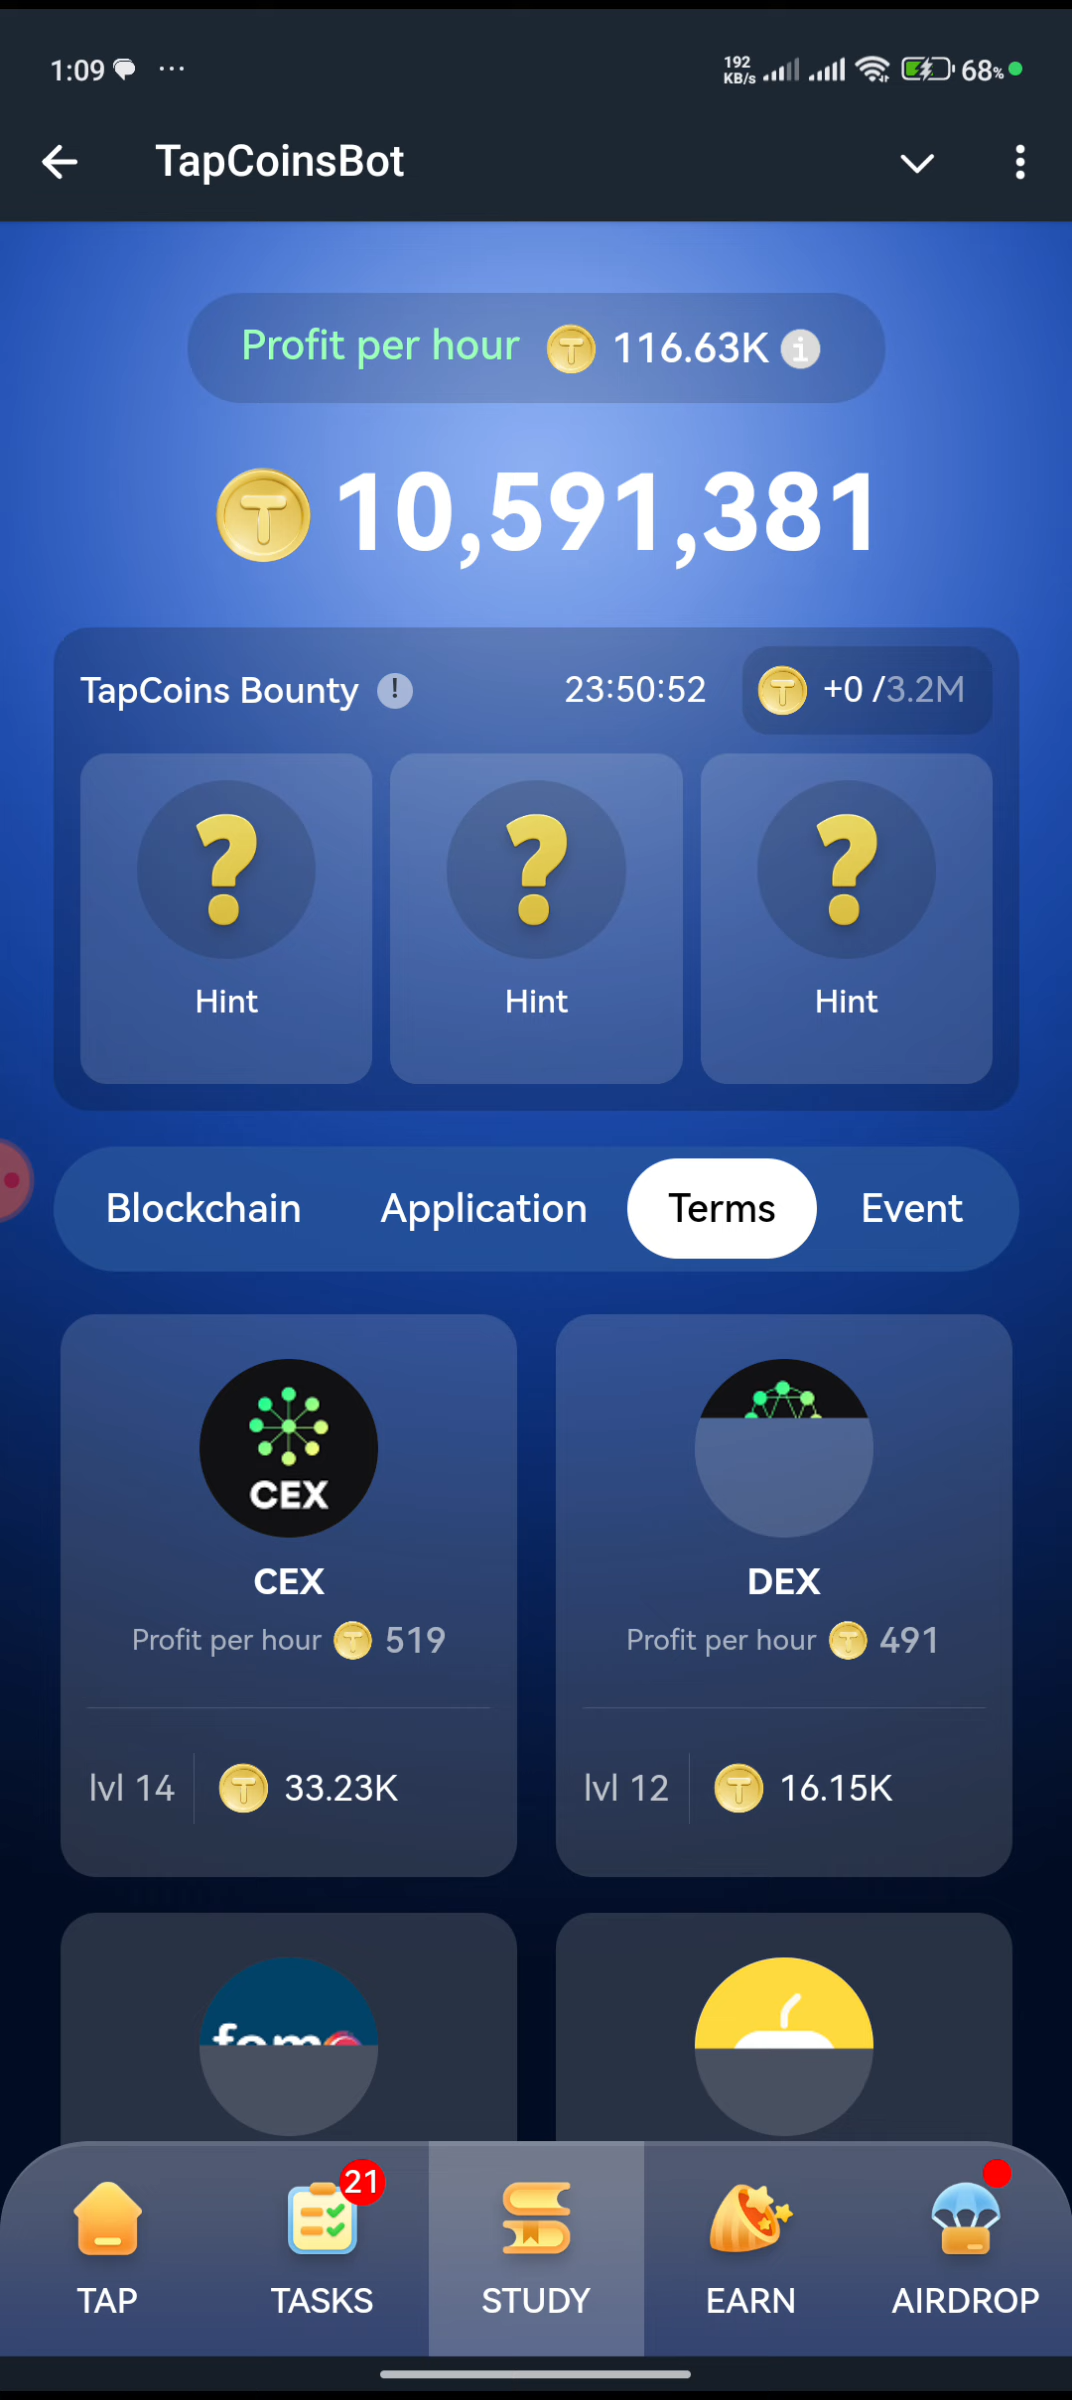 1:09 ... 192 KB/s 68%
TapCoinsBot
Profit per hour 116.63K
10,591,381
TapCoins Bounty ! 23:50:52 +0 /3.2M
? ? ?
Hint Hint Hint
Blockchain Application Terms Event
CEX
CEX DEX
Profit per hour 519 Profit per hour 491
lvl 14 33.23K lvl 12 16.15K
21
TAP TASKS STUDY EARN AIRDROP